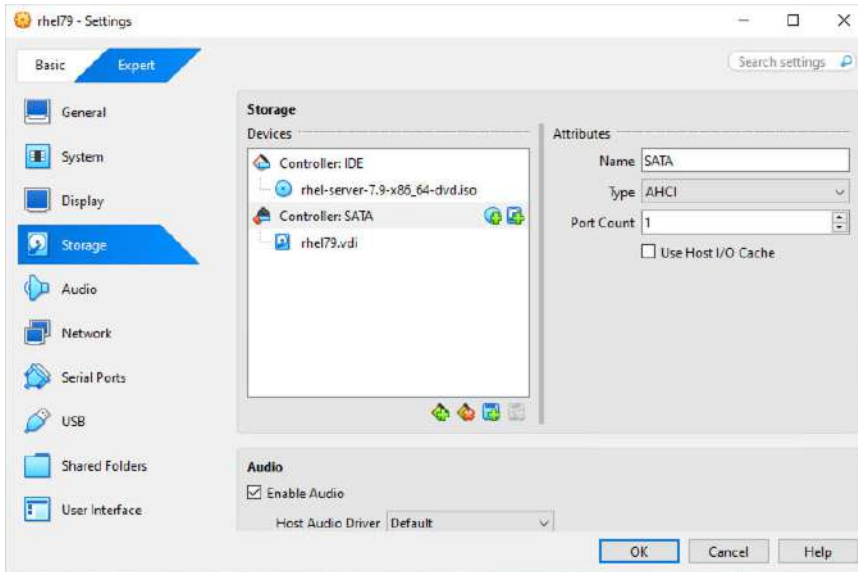 rhel79 - Settings
Basic
Expert
Search settings
General
System
Display
Storage
Audio
Network
Serial Ports
USB
Shared Folders
User Interface
Storage
Devices
Controller: IDE
rhel-server-7.9-x86_64-dvd.iso
Controller: SATA
rhel79.vdi
Attributes
Name SATA
Type AHCI
Port Count 1
Use Host I/O Cache
Audio
Enable Audio
Host Audio Driver Default
OK Cancel Help